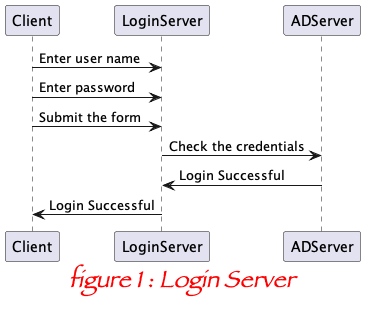 Client LoginServer ADServer
Enter user name
Enter password
Submit the form
Check the credentials
Login Successful
Login Successful
Client LoginServer ADServer
figure1: Login Server